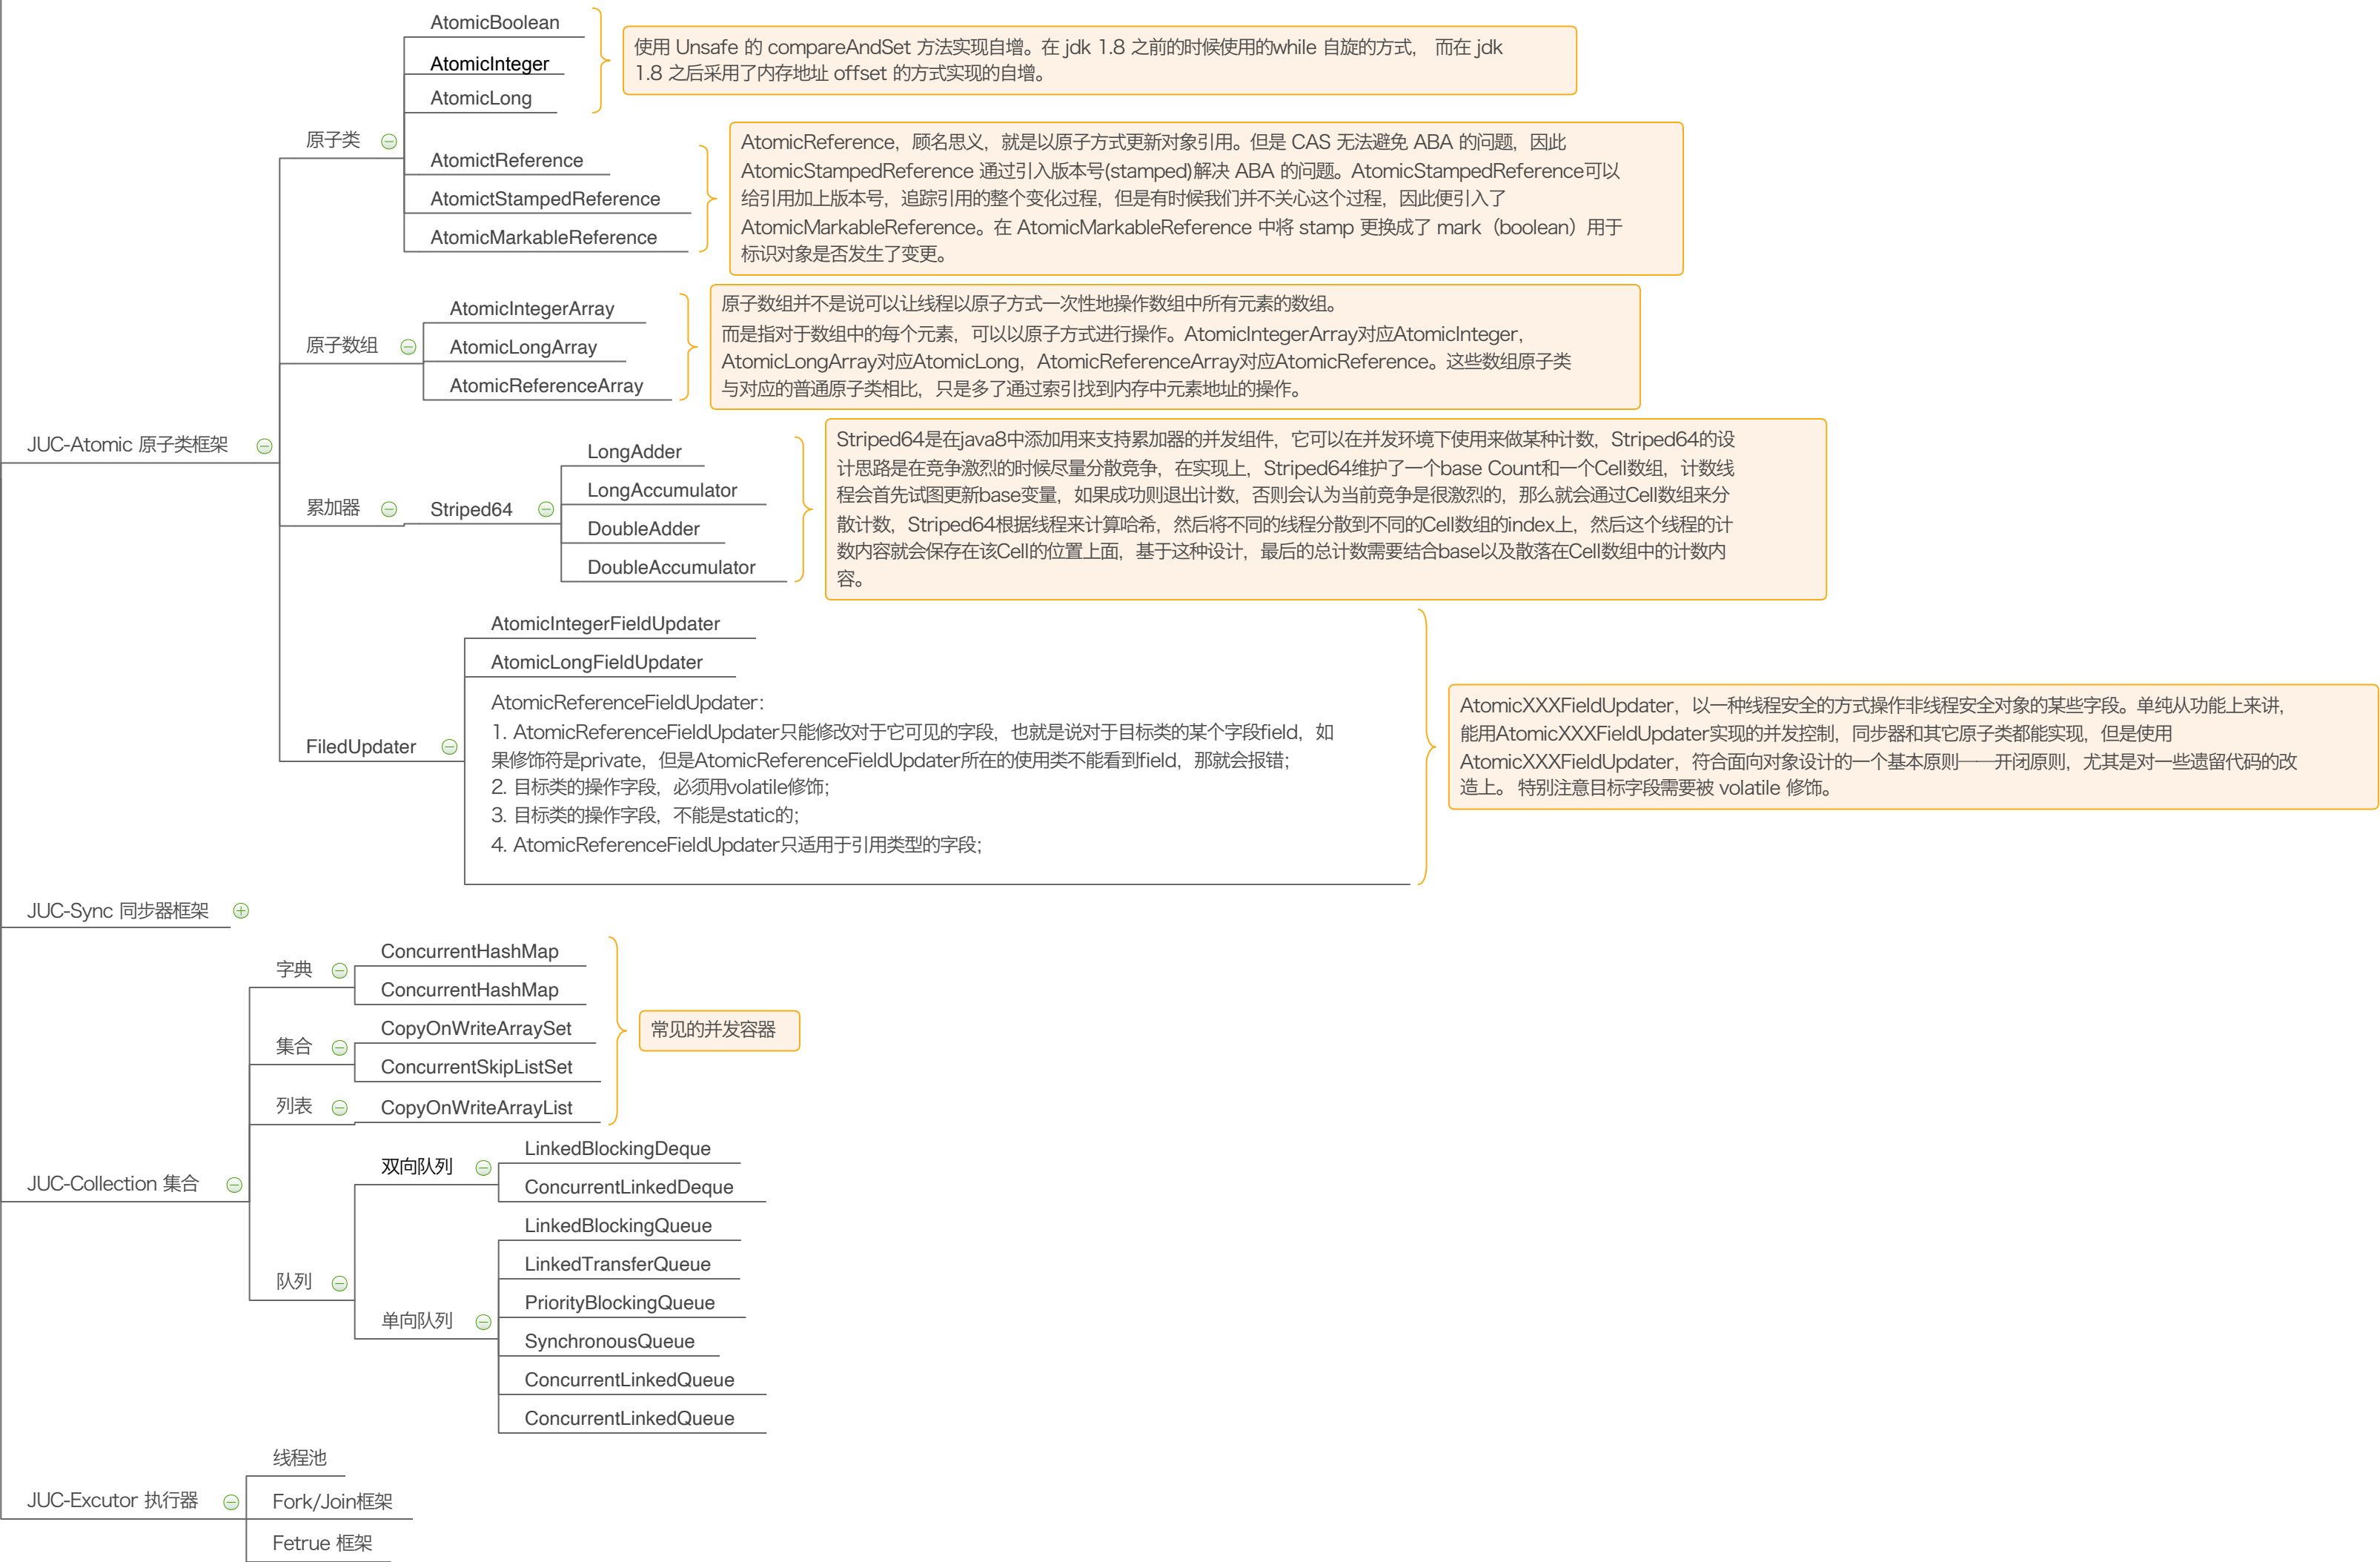 JUC-Atomic 原子类框架
原子类
AtomicBoolean
AtomicInteger
AtomicLong
使用 Unsafe 的 compareAndSet 方法实现自增。在 jdk 1.8 之前的时候使用的while 自旋的方式， 而在 jdk
1.8 之后采用了内存地址 offset 的方式实现的自增。
AtomictReference
AtomictStampedReference
AtomicMarkableReference
AtomicReference，顾名思义，就是以原子方式更新对象引用。但是 CAS 无法避免 ABA 的问题，因此
AtomicStampedReference 通过引入版本号(stamped)解决 ABA 的问题。AtomicStampedReference可以
给引用加上版本号，追踪引用的整个变化过程，但是有时候我们并不关心这个过程，因此便引入了
AtomicMarkableReference。在 AtomicMarkableReference 中将 stamp 更换成了 mark（boolean）用于
标识对象是否发生了变更。
原子数组
AtomicIntegerArray
AtomicLongArray
AtomicReferenceArray
原子数组并不是说可以让线程以原子方式一次性地操作数组中所有元素的数组。
而是指对于数组中的每个元素，可以以原子方式进行操作。AtomicIntegerArray对应AtomicInteger，
AtomicLongArray对应AtomicLong，AtomicReferenceArray对应AtomicReference。这些数组原子类
与对应的普通原子类相比，只是多了通过索引找到内存中元素地址的操作。
累加器
Striped64
LongAdder
LongAccumulator
DoubleAdder
DoubleAccumulator
Striped64是在java8中添加用来支持累加器的并发组件，它可以在并发环境下使用来做某种计数，Striped64的设
计思路是在竞争激烈的时候尽量分散竞争，在实现上，Striped64维护了一个base Count和一个Cell数组，计数线
程会首先试图更新base变量，如果成功则退出计数，否则会认为当前竞争是很激烈的，那么就会通过Cell数组来分
散计数，Striped64根据线程来计算哈希，然后将不同的线程分散到不同的Cell数组的index上，然后这个线程的计
数内容就会保存在该Cell的位置上面，基于这种设计，最后的总计数需要结合base以及散落在Cell数组中的计数内
容。
FiledUpdater
AtomicIntegerFieldUpdater
AtomicLongFieldUpdater
AtomicReferenceFieldUpdater：
1. AtomicReferenceFieldUpdater只能修改对于它可见的字段，也就是说对于目标类的某个字段field，如
果修饰符是private，但是AtomicReferenceFieldUpdater所在的使用类不能看到field，那就会报错；
2. 目标类的操作字段，必须用volatile修饰；
3. 目标类的操作字段，不能是static的；
4. AtomicReferenceFieldUpdater只适用于引用类型的字段；
AtomicXXXFieldUpdater，以一种线程安全的方式操作非线程安全对象的某些字段。单纯从功能上来讲，
能用AtomicXXXFieldUpdater实现的并发控制，同步器和其它原子类都能实现，但是使用
AtomicXXXFieldUpdater，符合面向对象设计的一个基本原则——开闭原则，尤其是对一些遗留代码的改
造上。 特别注意目标字段需要被 volatile 修饰。
JUC-Sync 同步器框架
JUC-Collection 集合
字典
ConcurrentHashMap
ConcurrentHashMap
集合
CopyOnWriteArraySet
ConcurrentSkipListSet
列表
CopyOnWriteArrayList
常见的并发容器
队列
双向队列
LinkedBlockingDeque
ConcurrentLinkedDeque
单向队列
LinkedBlockingQueue
LinkedTransferQueue
PriorityBlockingQueue
SynchronousQueue
ConcurrentLinkedQueue
ConcurrentLinkedQueue
JUC-Excutor 执行器
线程池
Fork/Join框架
Fetrue 框架